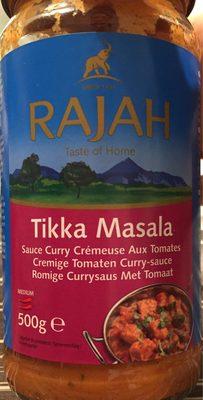 RAJAH
Taste of Home
Tikka Masala
Sauce Curry Crémeuse Aux Tomates
Cremige Tomaten Curry-sauce
Romige Currysaus Met Tomaat
MEDIUM
500g e